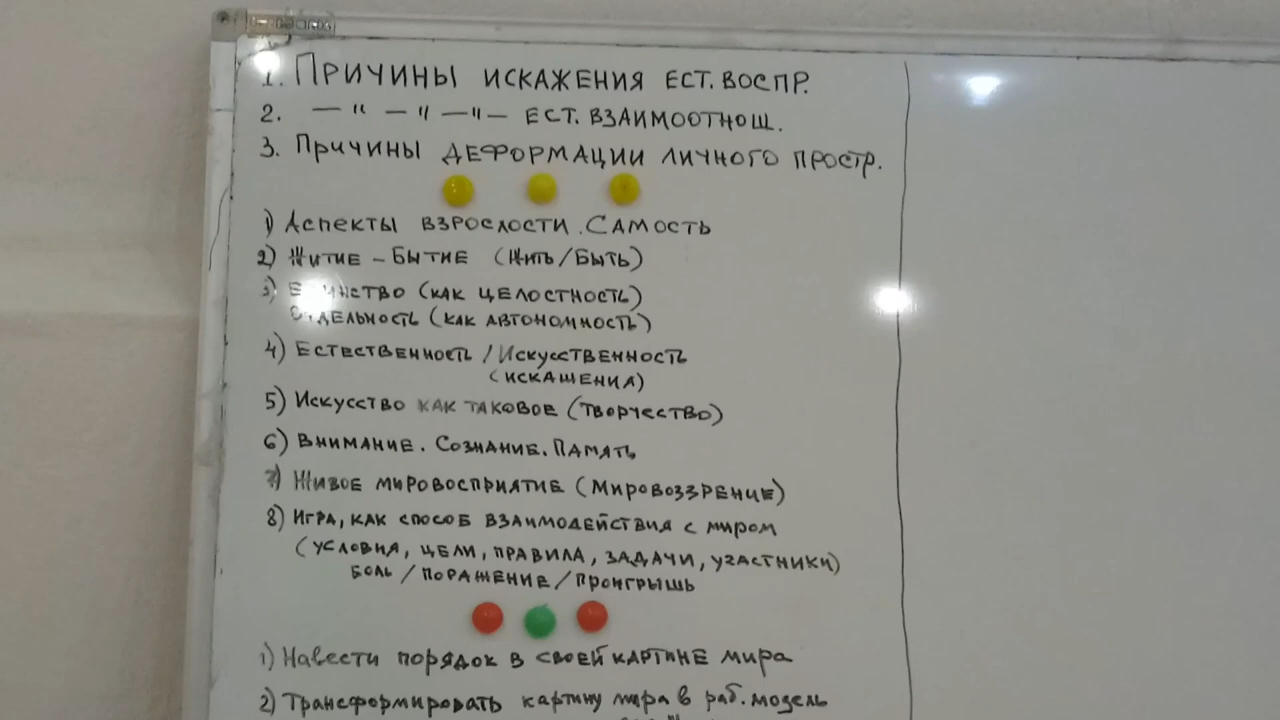 1. Причины искажения ест. воспр.
2. — " — " — " — ест. взаимоотнош.
3. Причины деформации личного простр.
1) Аспекты взрослости. Самость
2) Житие – Бытие (Жить/Быть)
3) Единство (как целостность)
Отдельность (как автономность)
4) Естественность / Искусственность
(искашения)
5) Искусство как таковое (творчество)
6) Внимание. Сознание. Память
7) Живое мировосприятие (Мировоззрение)
8) Игра, как способ взаимодействия с миром
(условия, цели, правила, задачи, участники)
боль / поражение / проигрышь
1) Навести порядок в своей картине мира
2) Трансформировать картину мира в раб. модель